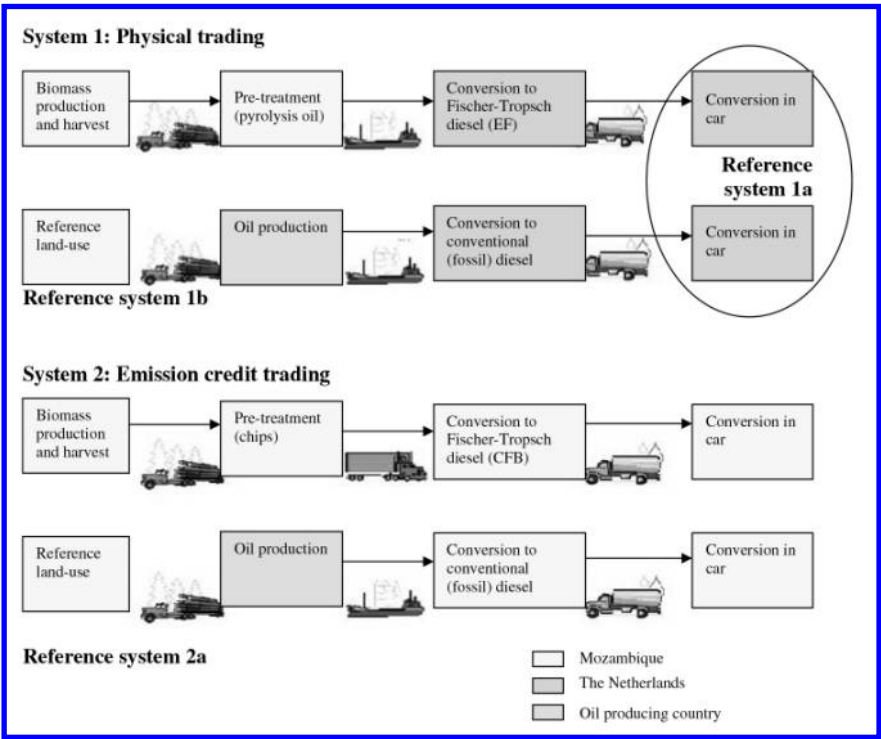 System 1: Physical trading
Biomass
production
and harvest
Pre-treatment
(pyrolysis oil)
Conversion to
Fischer-Tropsch
diesel (EF)
Conversion in
car
Reference
system 1a
Reference
land-use
Oil production
Conversion to
conventional
(fossil) diesel
Conversion in
car
Reference system 1b
System 2: Emission credit trading
Biomass
production
and harvest
Pre-treatment
(chips)
Conversion to
Fischer-Tropsch
diesel (CFB)
Conversion in
car
Reference
land-use
Oil production
Conversion to
conventional
(fossil) diesel
Conversion in
car
Reference system 2a
Mozambique
The Netherlands
Oil producing country